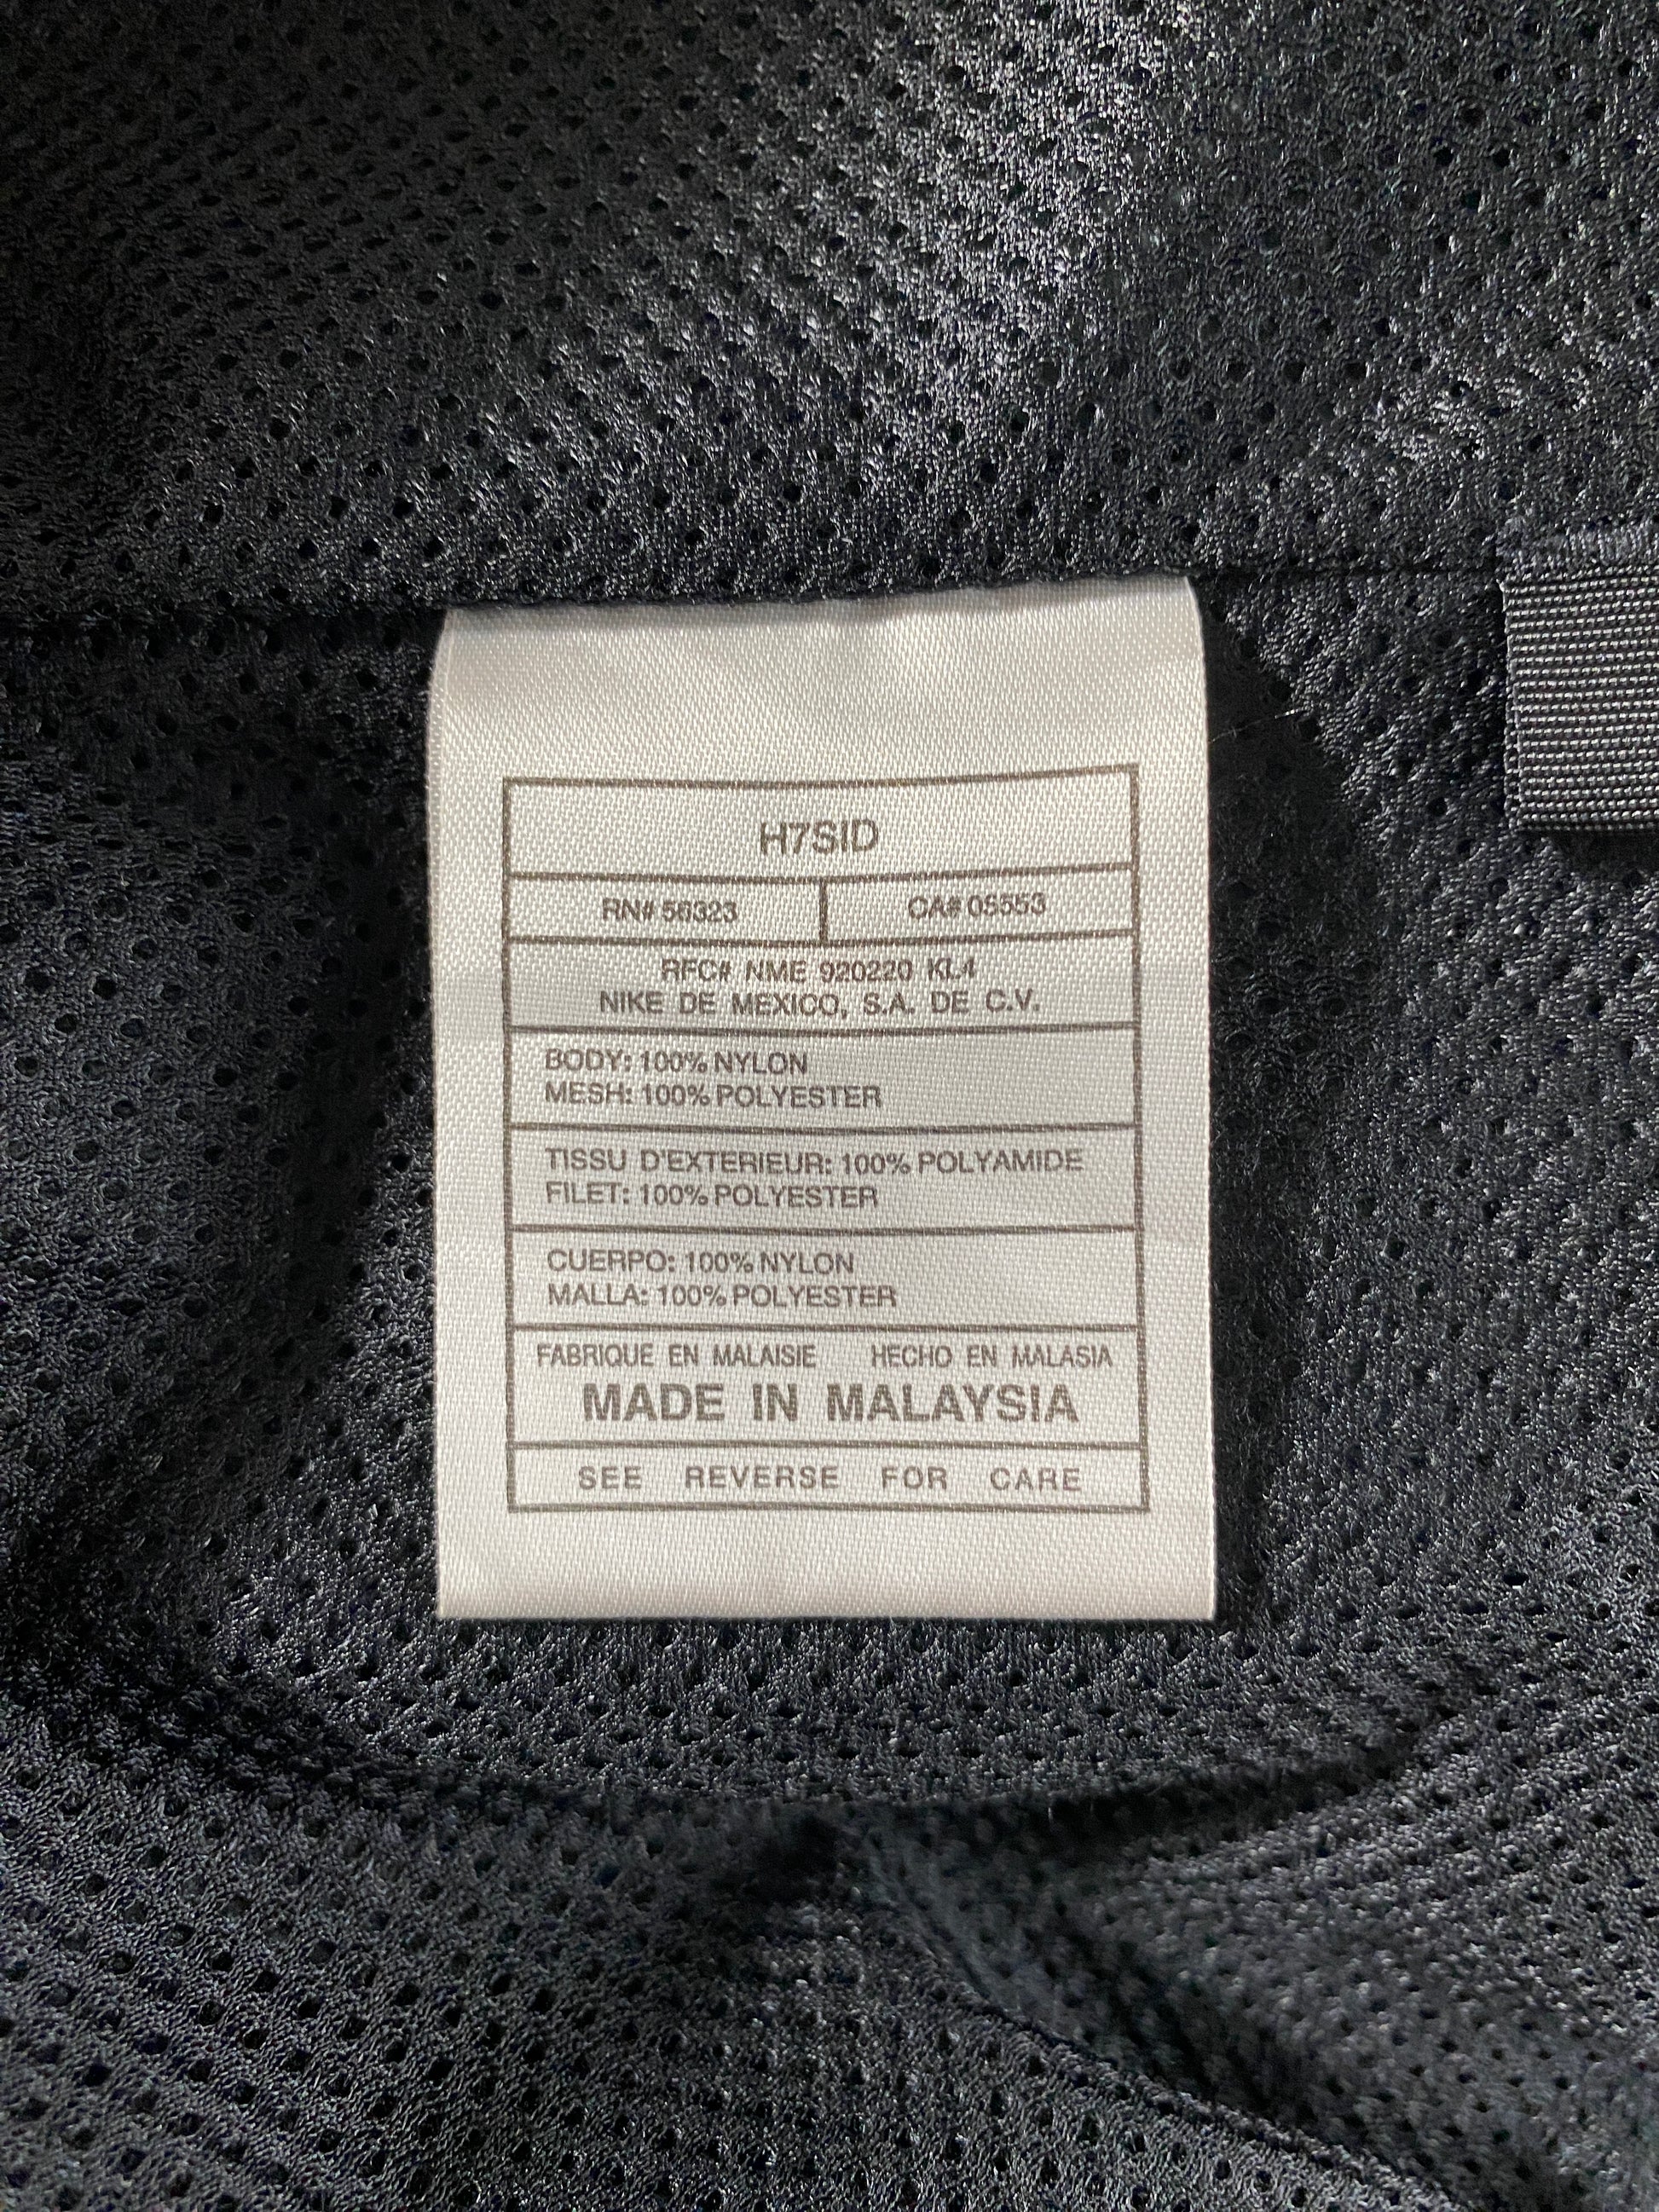 H7SID
RN# 56323 CA# 05553
RFC# NME 920220 KL4
NIKE DE MEXICO, S.A. DE C.V.
BODY: 100% NYLON
MESH: 100% POLYESTER
TISSU D'EXTERIEUR: 100% POLYAMIDE
FILET: 100% POLYESTER
CUERPO: 100% NYLON
MALLA: 100% POLYESTER
FABRIQUE EN MALAISIE HECHO EN MALASIA
MADE IN MALAYSIA
SEE REVERSE FOR CARE